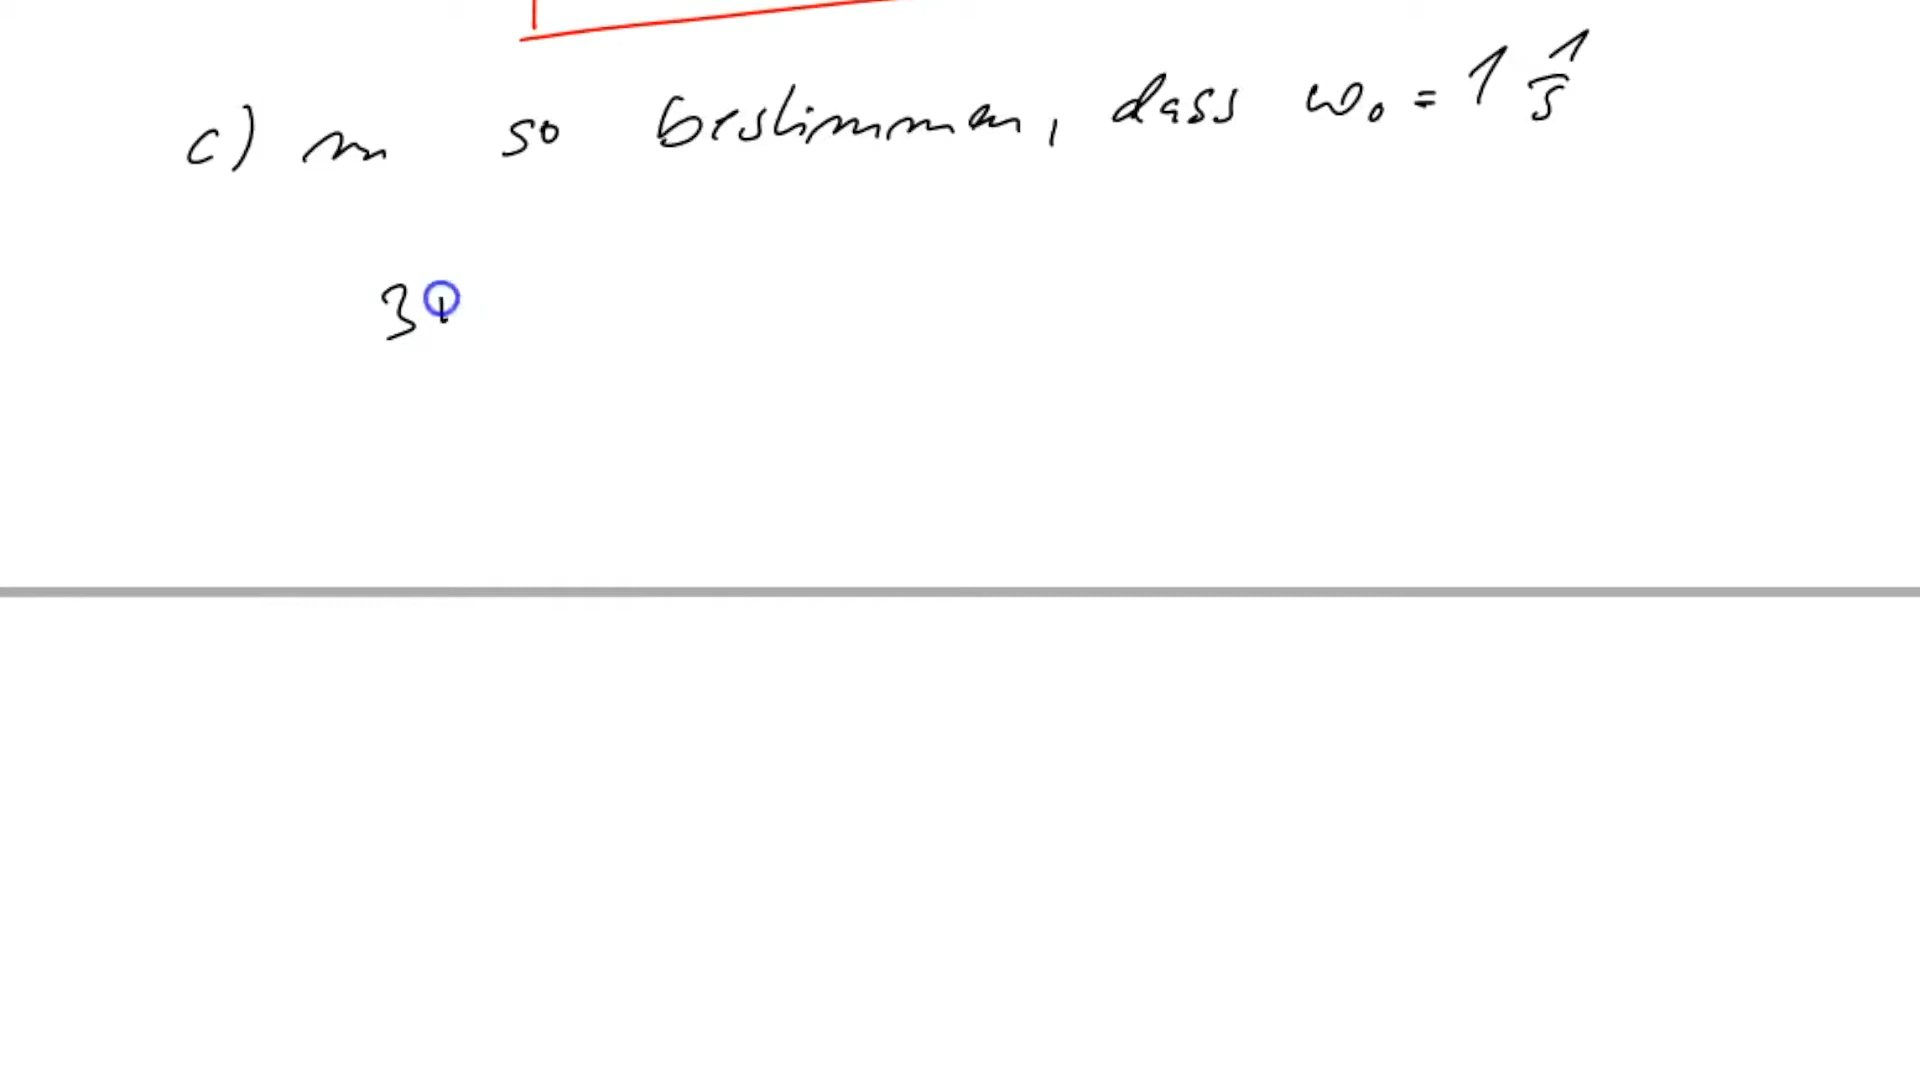 c) m so bestimmen, dass ω₀ = 1 1/s
3